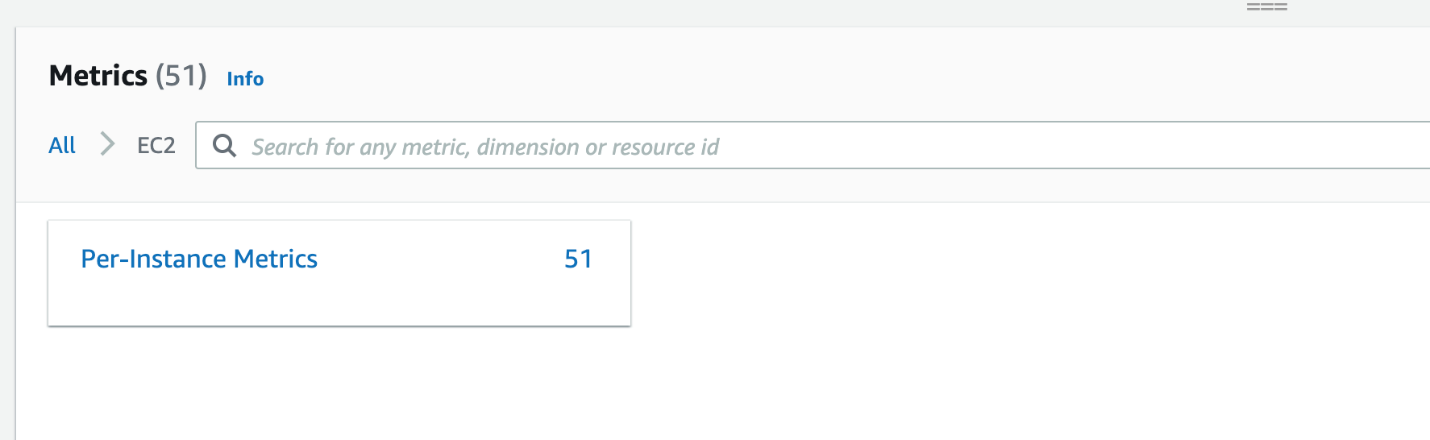 Metrics (51) Info
All > EC2 Search for any metric, dimension or resource id
Per-Instance Metrics 51